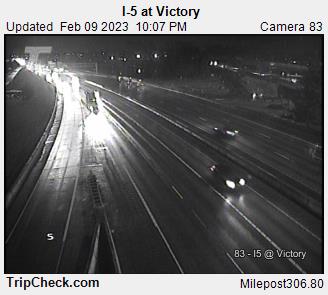 I-5 at Victory
Updated Feb 09 2023 10:07 PM Camera 83
T
S
83 - I5 @ Victory
TripCheck.com Milepost306.80